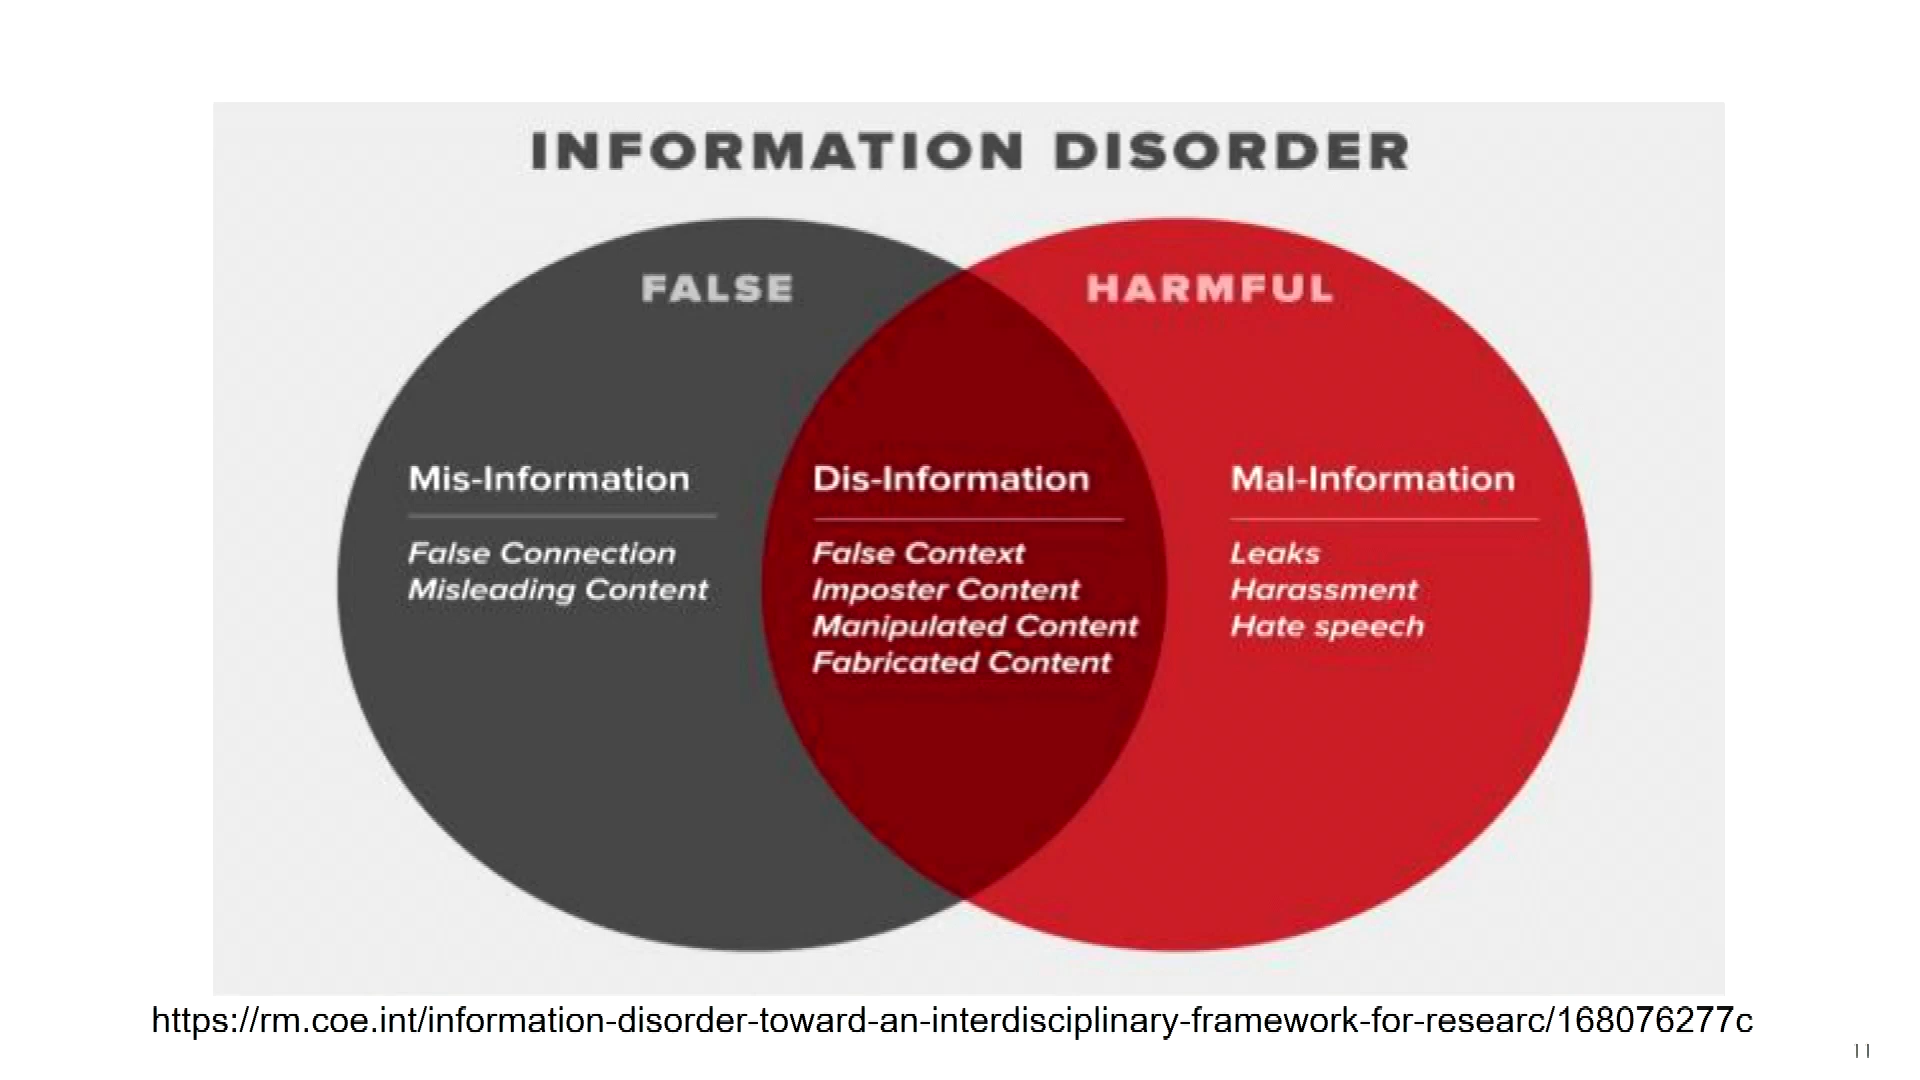 INFORMATION DISORDER
FALSE
HARMFUL
Mis-Information
False Connection
Misleading Content
Dis-Information
False Context
Imposter Content
Manipulated Content
Fabricated Content
Mal-Information
Leaks
Harassment
Hate speech
https://rm.coe.int/information-disorder-toward-an-interdisciplinary-framework-for-researc/168076277c
11